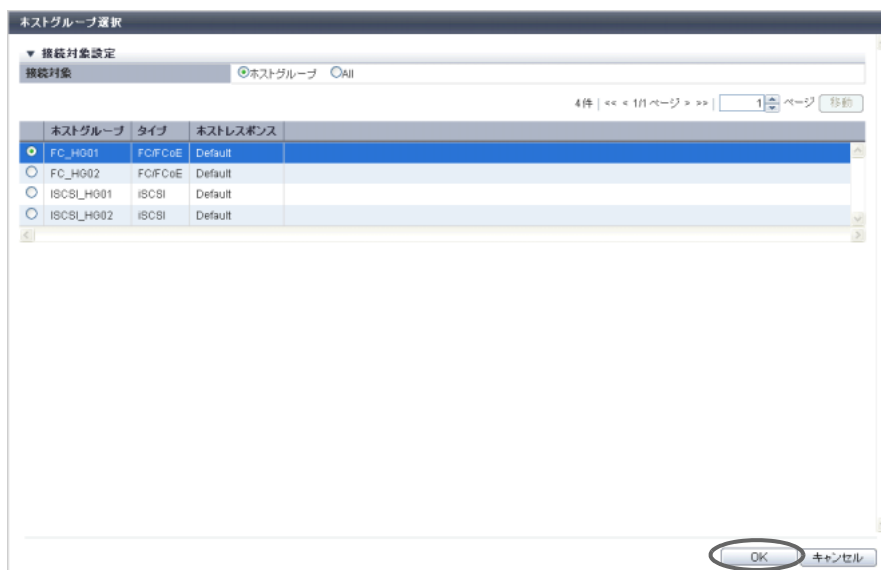 ホストグループ選択
▼ 接続対象設定
接続対象 ホストグループ All
4件 | << < 1/1 ページ > >> | 1 ページ 移動
ホストグループ タイプ ホストレスポンス
FC_HG01 FC/FCoE Default
FC_HG02 FC/FCoE Default
ISCSI_HG01 iSCSI Default
ISCSI_HG02 iSCSI Default
OK キャンセル